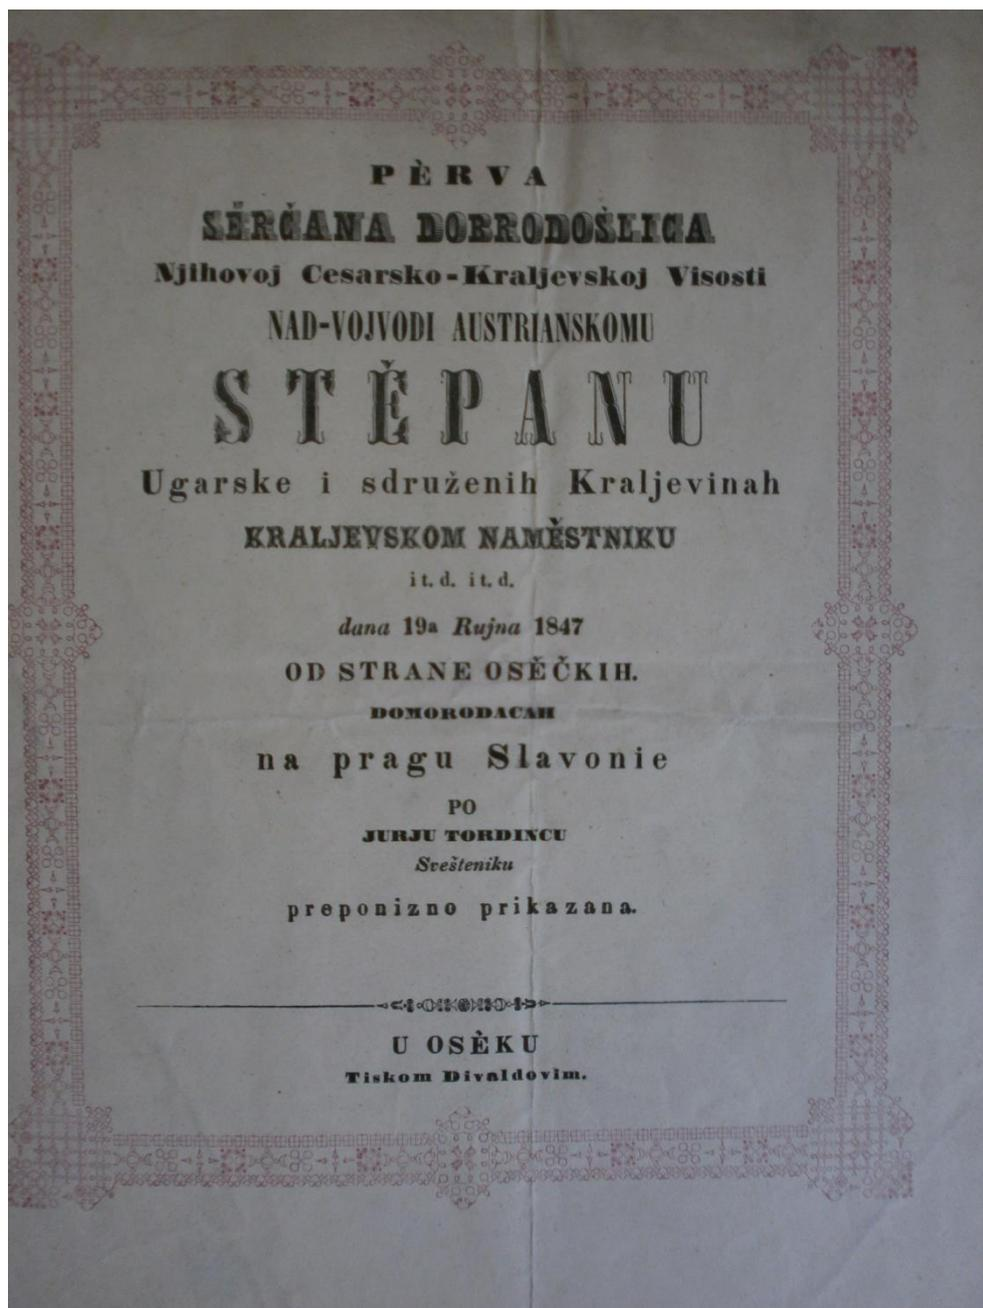 PÈRVA
SĚRČANA DOBRODOŠLICA
Njihovoj Cesarsko-Kraljevskoj Visosti
NAD-VOJVODI AUSTRIANSKOMU
STĚPANU
Ugarske i sdruženih Kraljevinah
KRALJEVSKOM NAMĚSTNIKU
i t. d. i t. d.
dana 19a Rujna 1847
OD STRANE OSĚČKIH.
DOMORODACAH
na pragu Slavonie
PO
JURJU TORDINCU
Svešteniku
preponizno prikazana.
U OSÈKU
Tiskom Divaldovim.